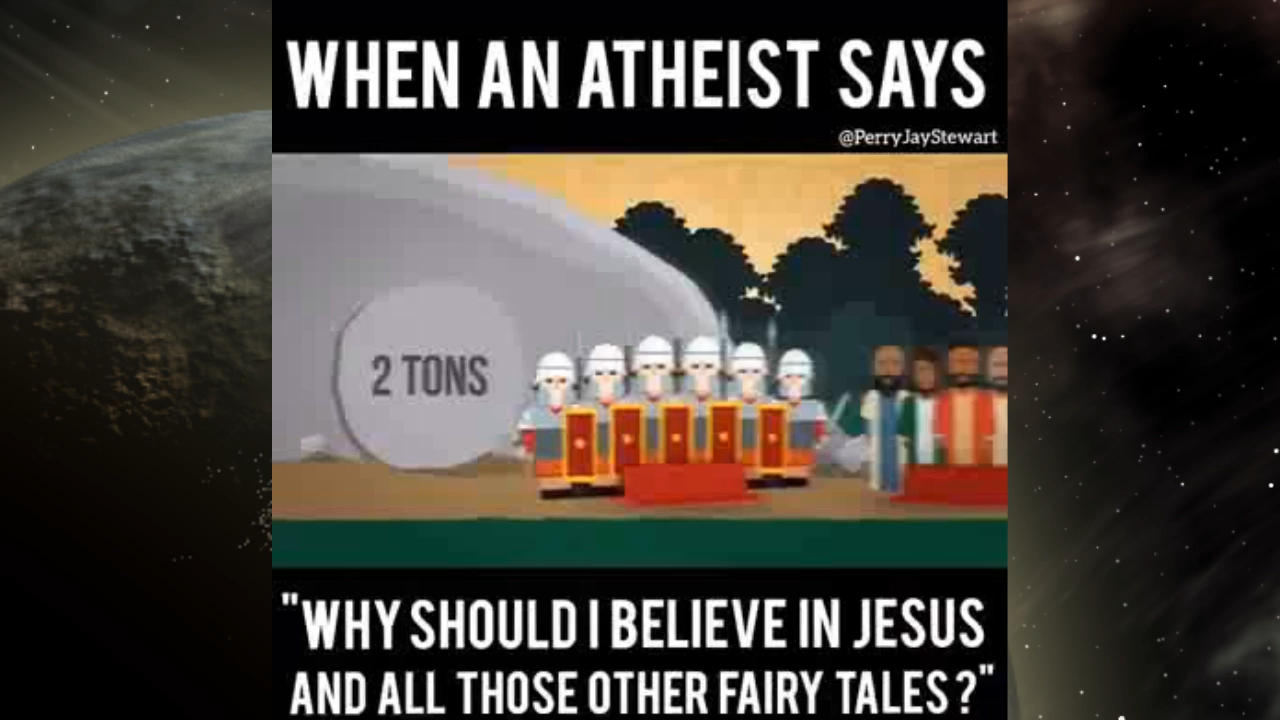 WHEN AN ATHEIST SAYS
@PerryJayStewart
2 TONS
"WHY SHOULD I BELIEVE IN JESUS
AND ALL THOSE OTHER FAIRY TALES?"